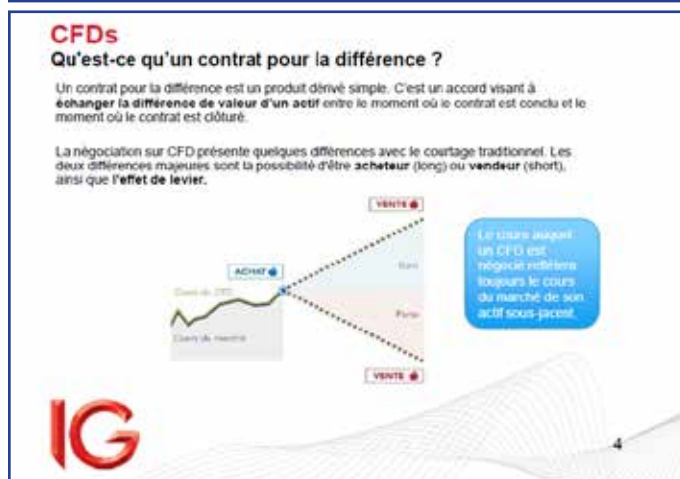 CFDs
Qu'est-ce qu'un contrat pour la différence ?
Un contrat pour la différence est un produit dérivé simple. C'est un accord visant à
échanger la différence de valeur d'un actif entre le moment où le contrat est conclu et le
moment où le contrat est clôturé.
La négociation sur CFD présente quelques différences avec le courtage traditionnel. Les
deux différences majeures sont la possibilité d'être acheteur (long) ou vendeur (short),
ainsi que l'effet de levier.
VENTE
Le cours auquel
un CFD est
négocié reflétera
toujours le cours
du marché de son
actif sous-jacent.
ACHAT
Gain
Cours du CFD
Perte
Cours du marché
VENTE
IG
4